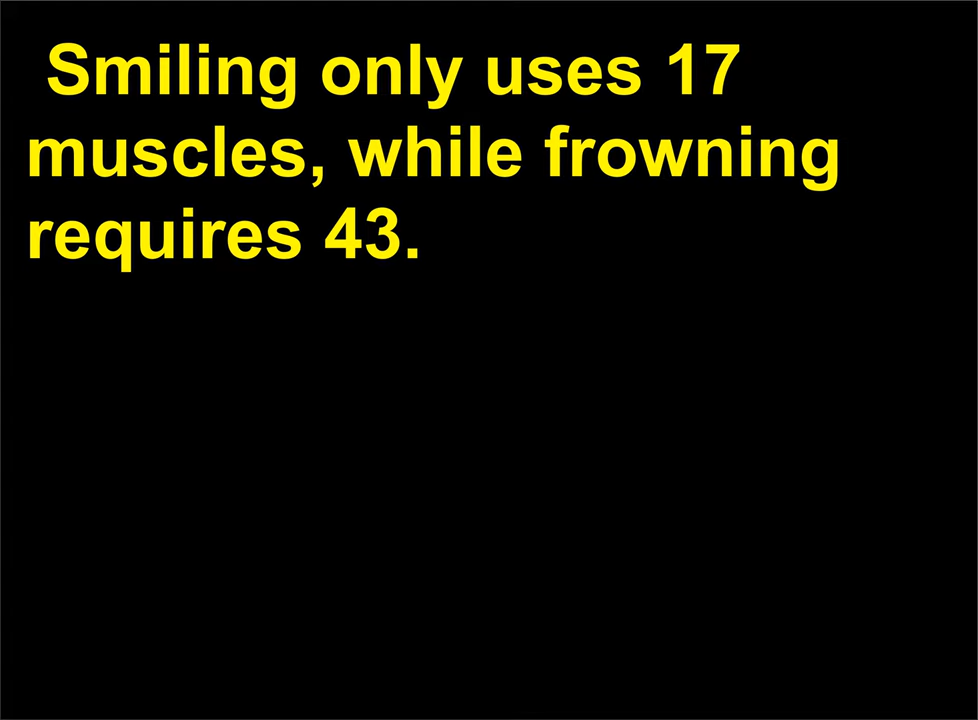 Smiling only uses 17
muscles, while frowning
requires 43.